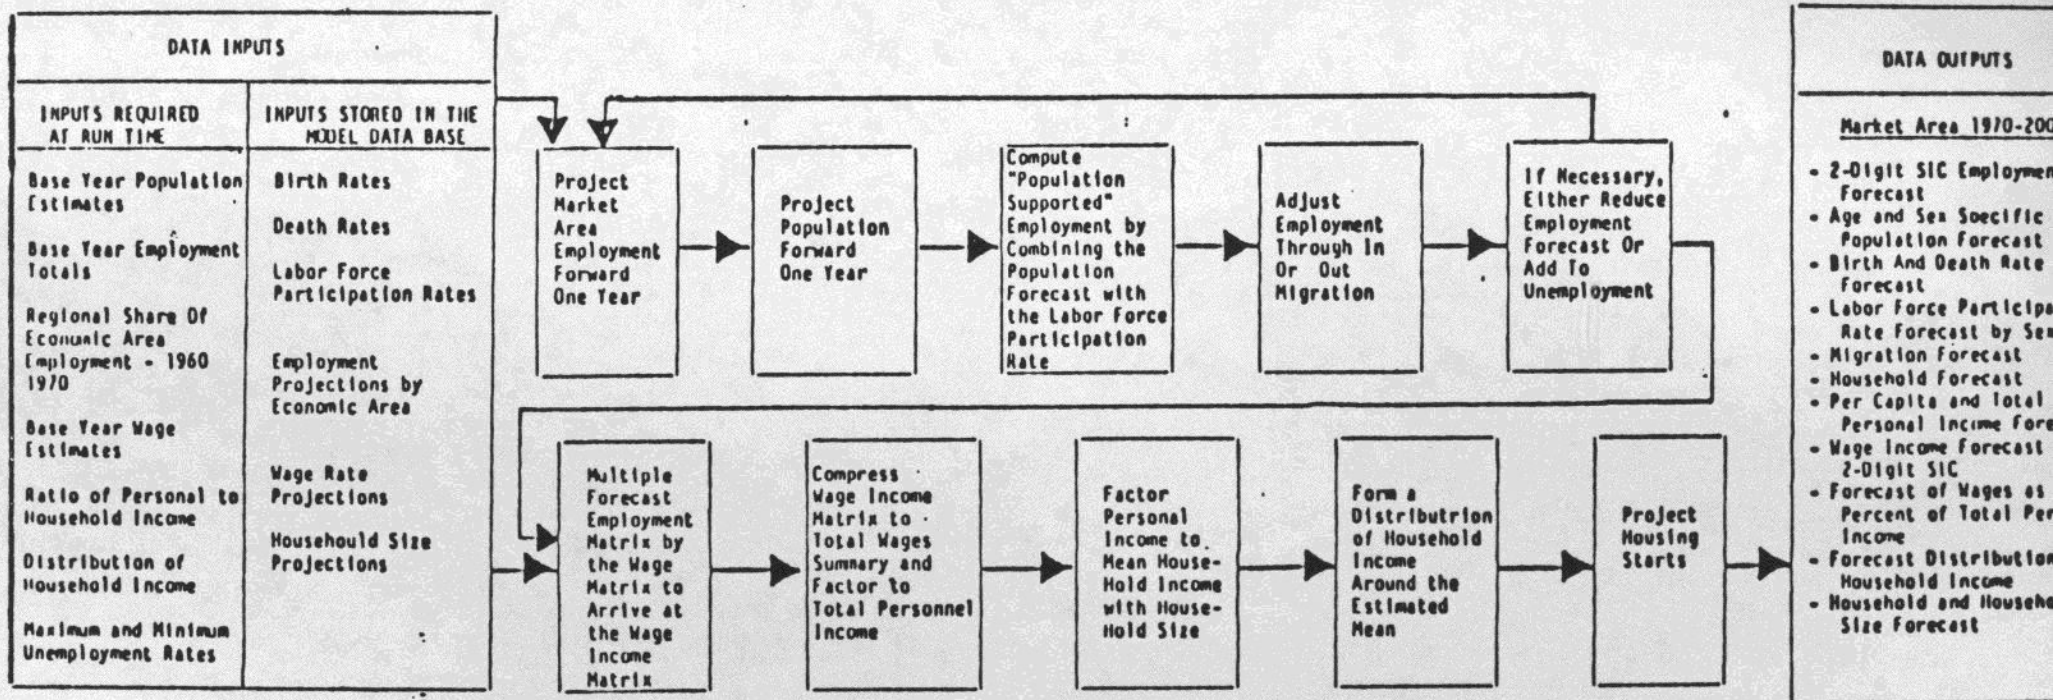 DATA INPUTS
INPUTS REQUIRED
AT RUN TIME
Base Year Population
Estimates
Base Year Employment
Totals
Regional Share Of
Economic Area
Employment - 1960
1970
Base Year Wage
Estimates
Ratio of Personal to
Household Income
Distribution of
Household Income
Maximum and Minimum
Unemployment Rates
INPUTS STORED IN THE
MODEL DATA BASE
Birth Rates
Death Rates
Labor Force
Participation Rates
Employment
Projections by
Economic Area
Wage Rate
Projections
Househould Size
Projections
Project
Market
Area
Employment
Forward
One Year
Project
Population
Forward
One Year
Compute
"Population
Supported"
Employment by
Combining the
Population
Forecast with
the Labor Force
Participation
Rate
Adjust
Employment
Through In
Or Out
Migration
If Necessary,
Either Reduce
Employment
Forecast Or
Add To
Unemployment
Multiple
Forecast
Employment
Matrix by
the Wage
Matrix to
Arrive at
the Wage
Income
Matrix
Compress
Wage Income
Matrix to
Total Wages
Summary and
Factor to
Total Personnel
Income
Factor
Personal
Income to
Mean House-
Hold Income
with House-
Hold Size
Form a
Distributrion
of Household
Income
Around the
Estimated
Mean
Project
Housing
Starts
DATA OUTPUTS
Market Area 1970-200
• 2-Digit SIC Employmen
Forecast
• Age and Sex Soecific
Population Forecast
• Birth And Death Rate
Forecast
• Labor Force Participa
Rate Forecast by Sex
• Migration Forecast
• Household Forecast
• Per Capita and Total
Personal Income Fore
• Wage Income Forecast
2-Digit SIC
• Forecast of Wages as
Percent of Total Per
Income
• Forecast Distribution
Household Income
• Household and Househo
Size Forecast